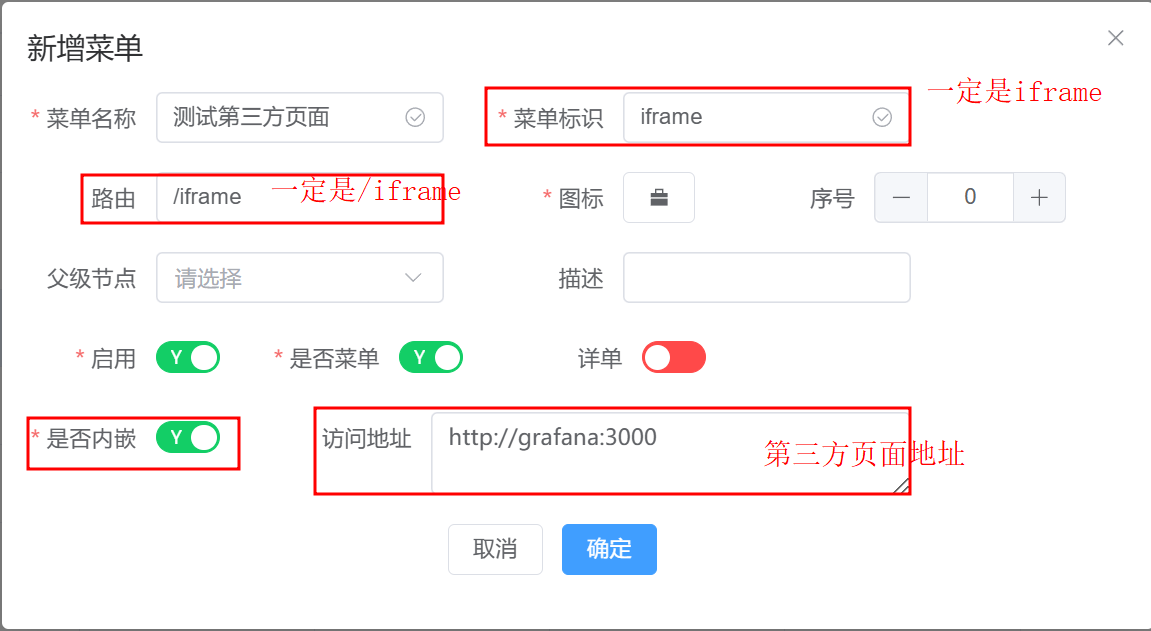 新增菜单
* 菜单名称 测试第三方页面 * 菜单标识 iframe 一定是iframe
路由 /iframe 一定是/iframe * 图标 序号 0
父级节点 请选择 描述
* 启用 Y * 是否菜单 Y 详单
* 是否内嵌 Y 访问地址 http://grafana:3000 第三方页面地址
取消 确定